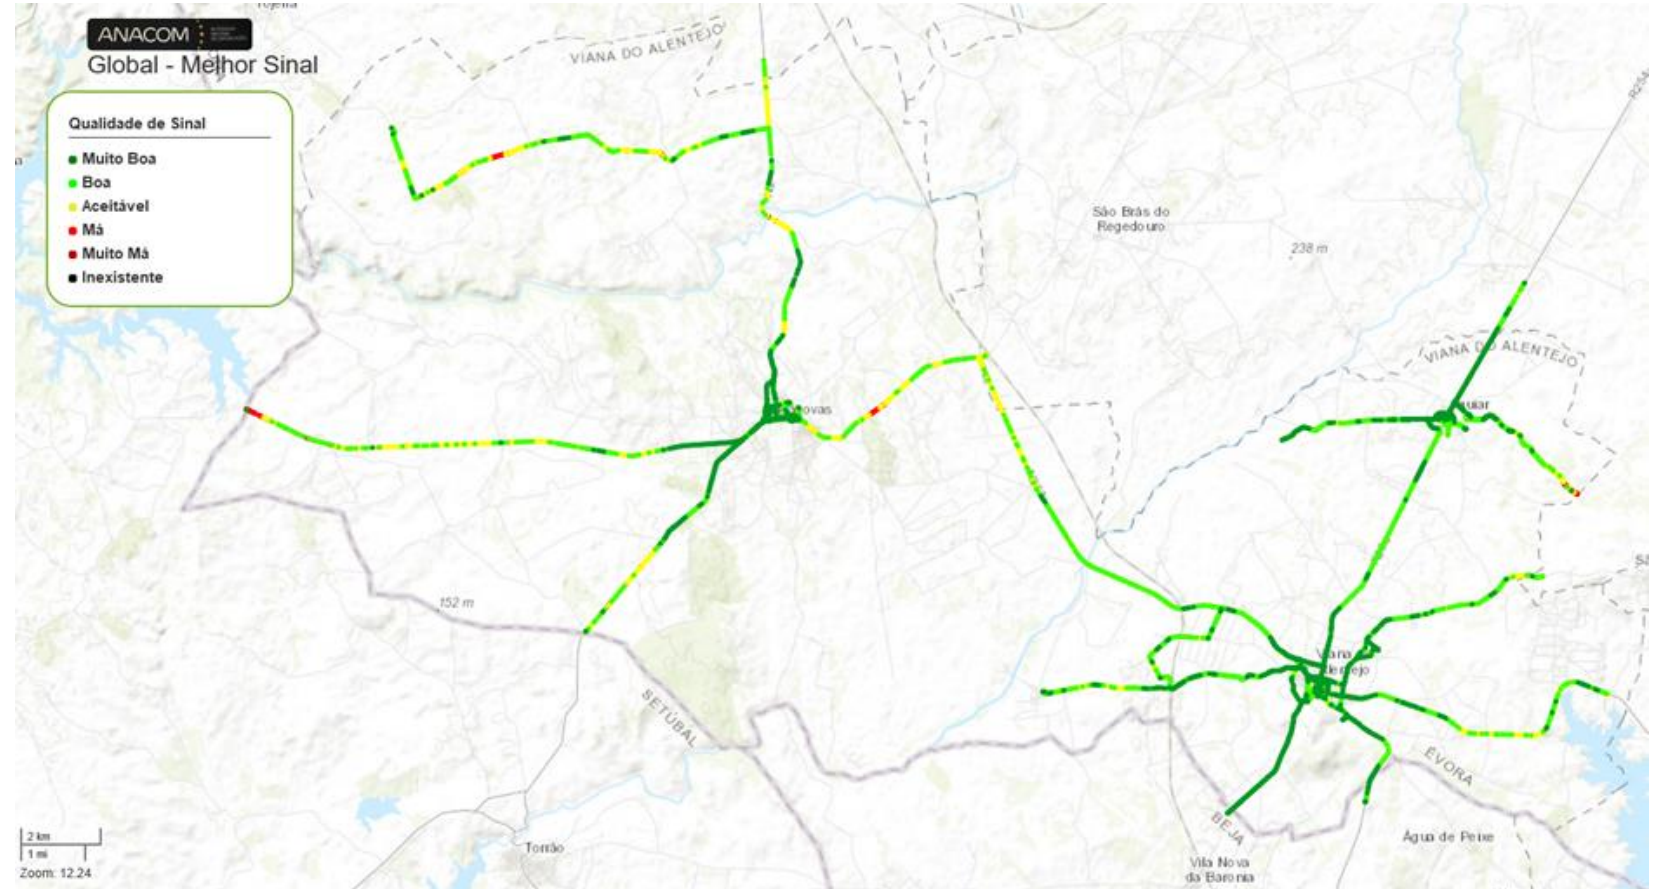 ANACOM
Global - Melhor Sinal
Qualidade de Sinal
Muito Boa
Boa
Aceitável
Má
Muito Má
Inexistente
VIANA DO ALENTEJO
São Brás do
Regedouro
238 m
R254
VIANA DO ALENTEJO
152 m
SETÚBAL
ÉVORA
BEJA
Água de Peixe
Torrão
Vila Nova
da Baronia
2 km
1 mi
Zoom: 12.24